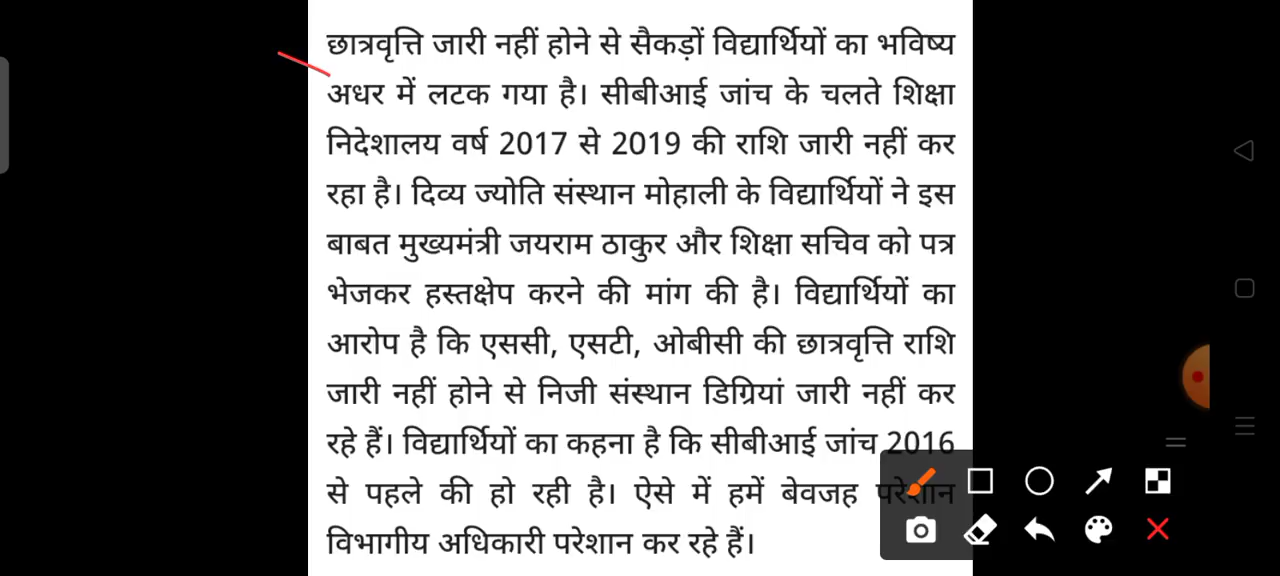 छात्रवृत्ति जारी नहीं होने से सैकड़ों विद्यार्थियों का भविष्य
अधर में लटक गया है। सीबीआई जांच के चलते शिक्षा
निदेशालय वर्ष 2017 से 2019 की राशि जारी नहीं कर
रहा है। दिव्य ज्योति संस्थान मोहाली के विद्यार्थियों ने इस
बाबत मुख्यमंत्री जयराम ठाकुर और शिक्षा सचिव को पत्र
भेजकर हस्तक्षेप करने की मांग की है। विद्यार्थियों का
आरोप है कि एससी, एसटी, ओबीसी की छात्रवृत्ति राशि
जारी नहीं होने से निजी संस्थान डिग्रियां जारी नहीं कर
रहे हैं। विद्यार्थियों का कहना है कि सीबीआई जांच 2016
से पहले की हो रही है। ऐसे में हमें बेवजह परेशान
विभागीय अधिकारी परेशान कर रहे हैं।